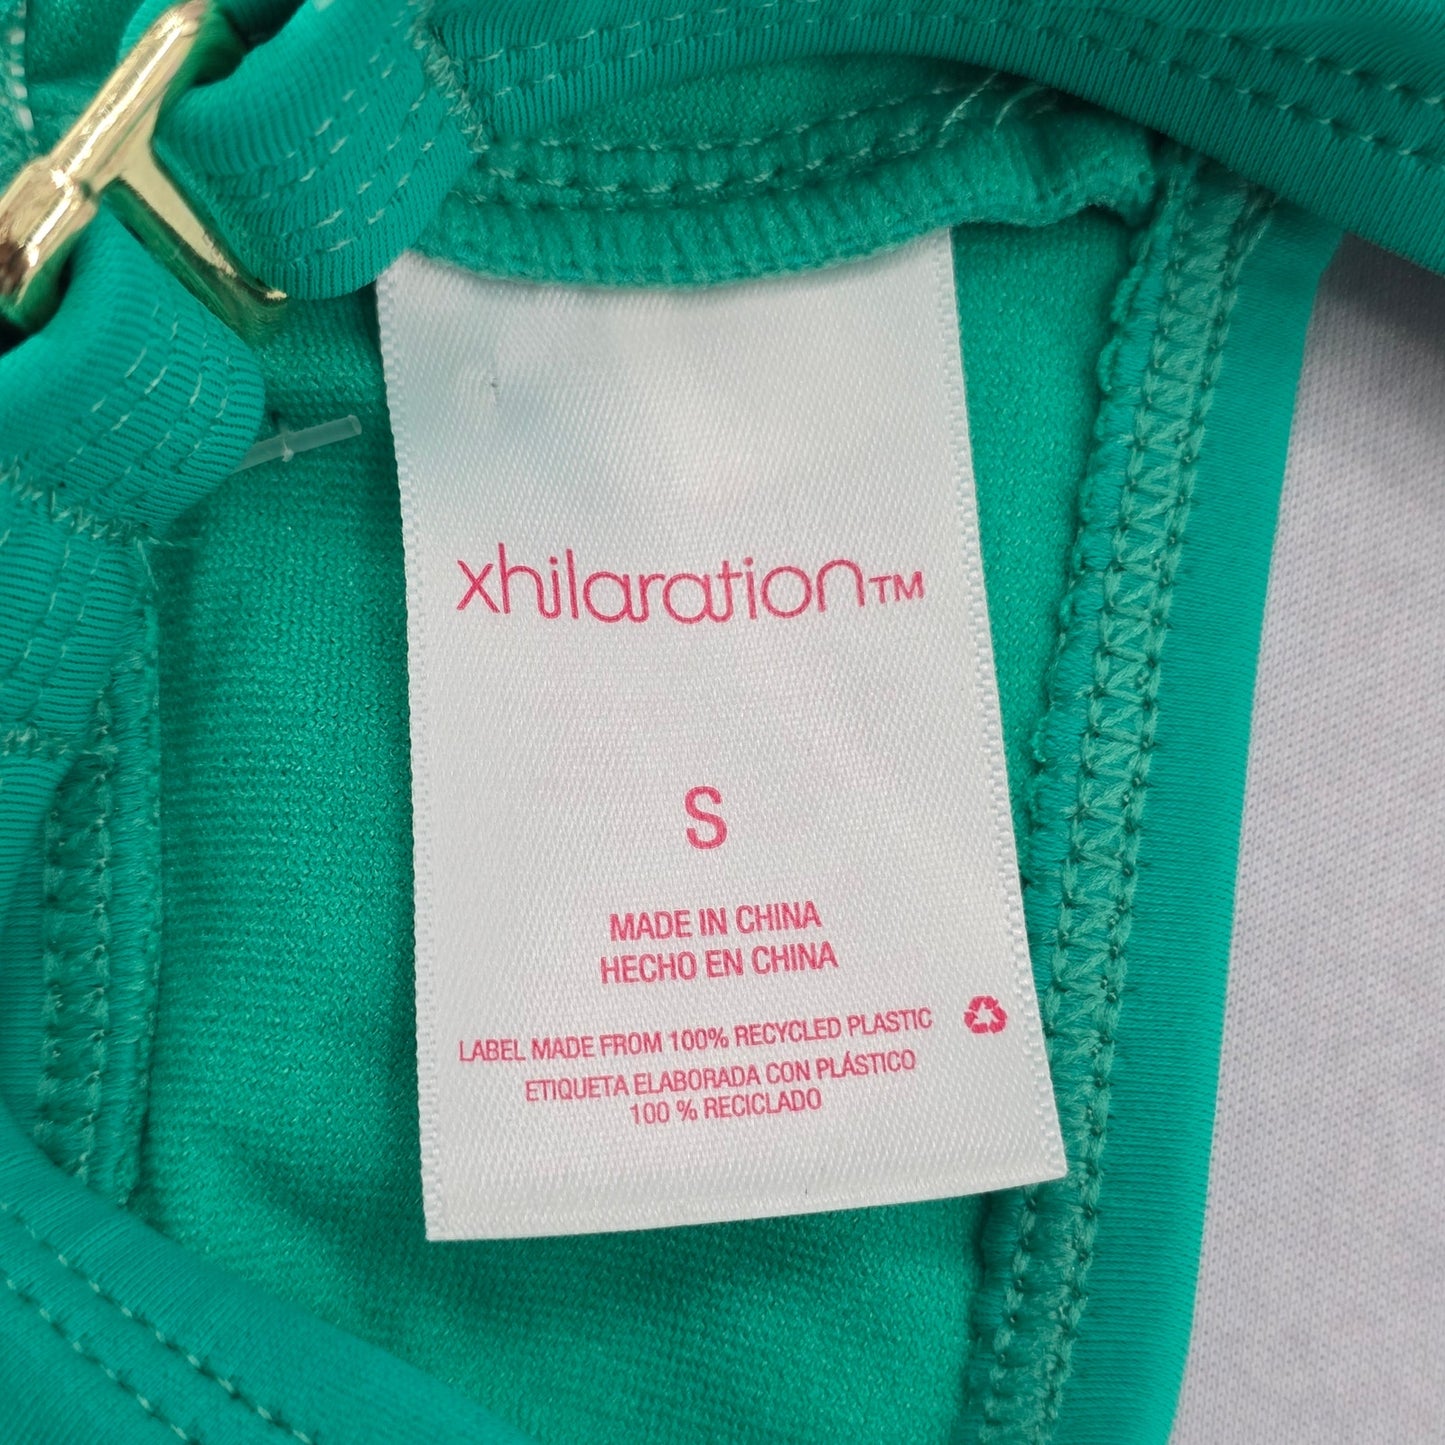 xhilaration™
S
MADE IN CHINA
HECHO EN CHINA
LABEL MADE FROM 100% RECYCLED PLASTIC
ETIQUETA ELABORADA CON PLÁSTICO
100 % RECICLADO